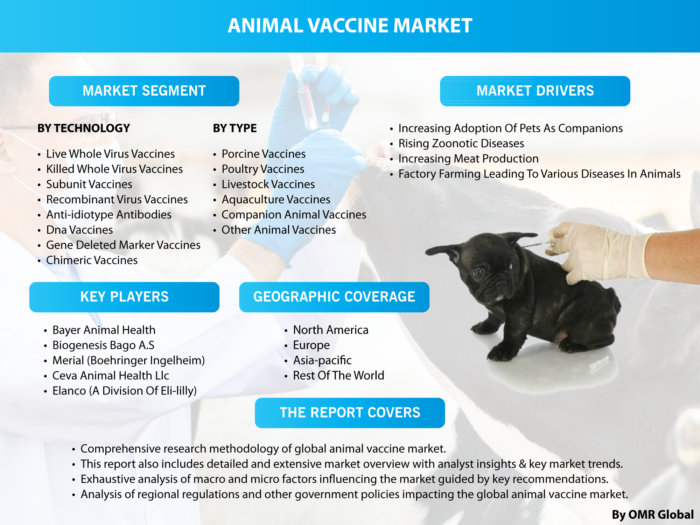 ANIMAL VACCINE MARKET
MARKET SEGMENT
BY TECHNOLOGY
• Live Whole Virus Vaccines
• Killed Whole Virus Vaccines
• Subunit Vaccines
• Recombinant Virus Vaccines
• Anti-idiotype Antibodies
• Dna Vaccines
• Gene Deleted Marker Vaccines
• Chimeric Vaccines
BY TYPE
• Porcine Vaccines
• Poultry Vaccines
• Livestock Vaccines
• Aquaculture Vaccines
• Companion Animal Vaccines
• Other Animal Vaccines
MARKET DRIVERS
• Increasing Adoption Of Pets As Companions
• Rising Zoonotic Diseases
• Increasing Meat Production
• Factory Farming Leading To Various Diseases In Animals
KEY PLAYERS
• Bayer Animal Health
• Biogenesis Bago A.S
• Merial (Boehringer Ingelheim)
• Ceva Animal Health Llc
• Elanco (A Division Of Eli-lilly)
GEOGRAPHIC COVERAGE
• North America
• Europe
• Asia-pacific
• Rest Of The World
THE REPORT COVERS
• Comprehensive research methodology of global animal vaccine market.
• This report also includes detailed and extensive market overview with analyst insights & key market trends.
• Exhaustive analysis of macro and micro factors influencing the market guided by key recommendations.
• Analysis of regional regulations and other government policies impacting the global animal vaccine market.
By OMR Global